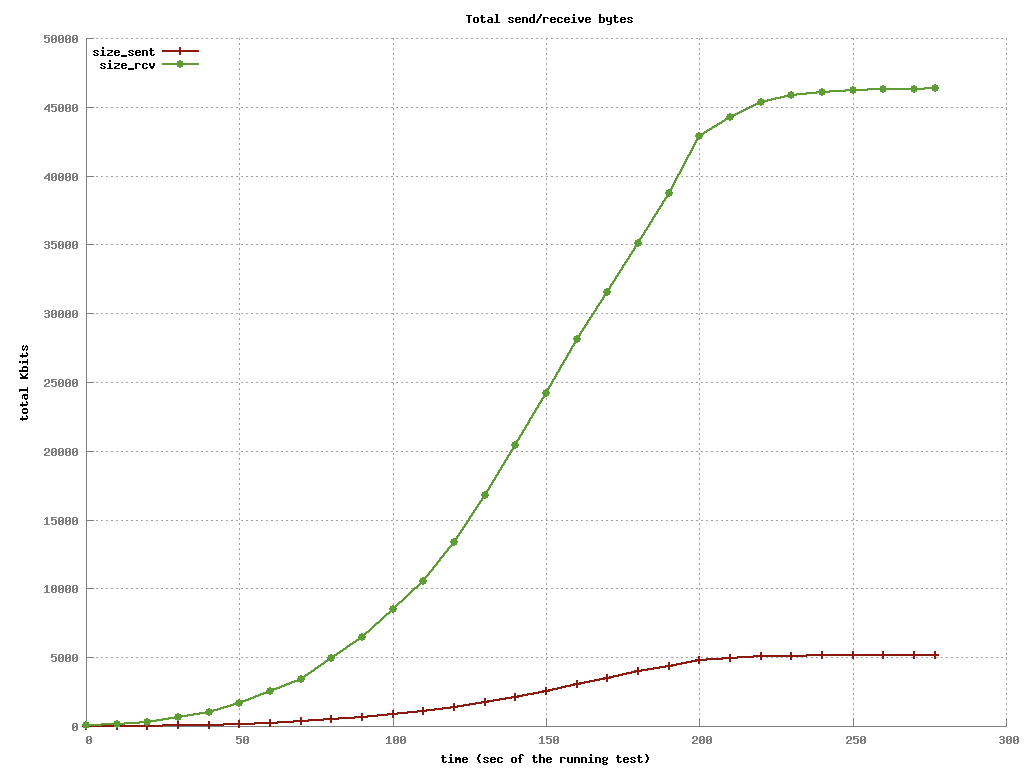 Total send/receive bytes
size_sent
size_rcv
50000
45000
40000
35000
30000
25000
20000
15000
10000
5000
0
total Kbits
0 50 100 150 200 250 300
time (sec of the running test)